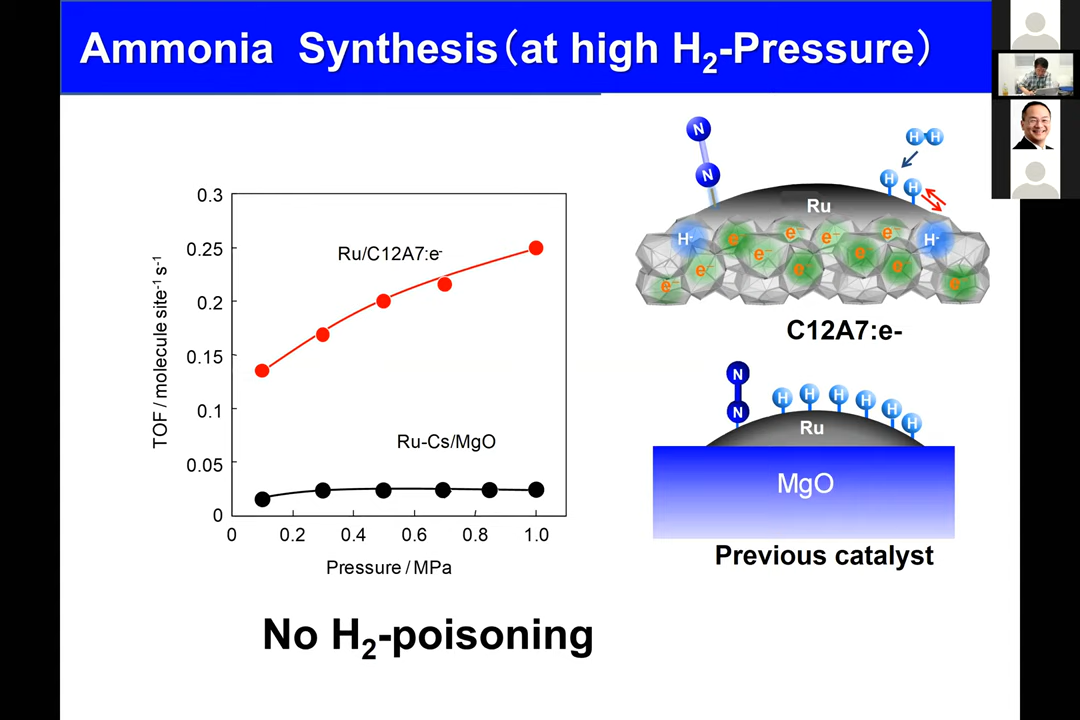 Ammonia Synthesis（at high H₂-Pressure）
0.3
0.25
0.2
0.15
0.1
0.05
0
TOF / molecule site⁻¹ s⁻¹
Ru/C12A7:e⁻
Ru-Cs/MgO
0 0.2 0.4 0.6 0.8 1.0
Pressure / MPa
No H₂-poisoning
N
N
H H
H
H
Ru
H⁻ e⁻ e⁻ e⁻ e⁻ H⁻
e⁻ e⁻ e⁻ e⁻ e⁻
e⁻ e⁻
C12A7:e-
N
N
H H H H H H
Ru
MgO
Previous catalyst